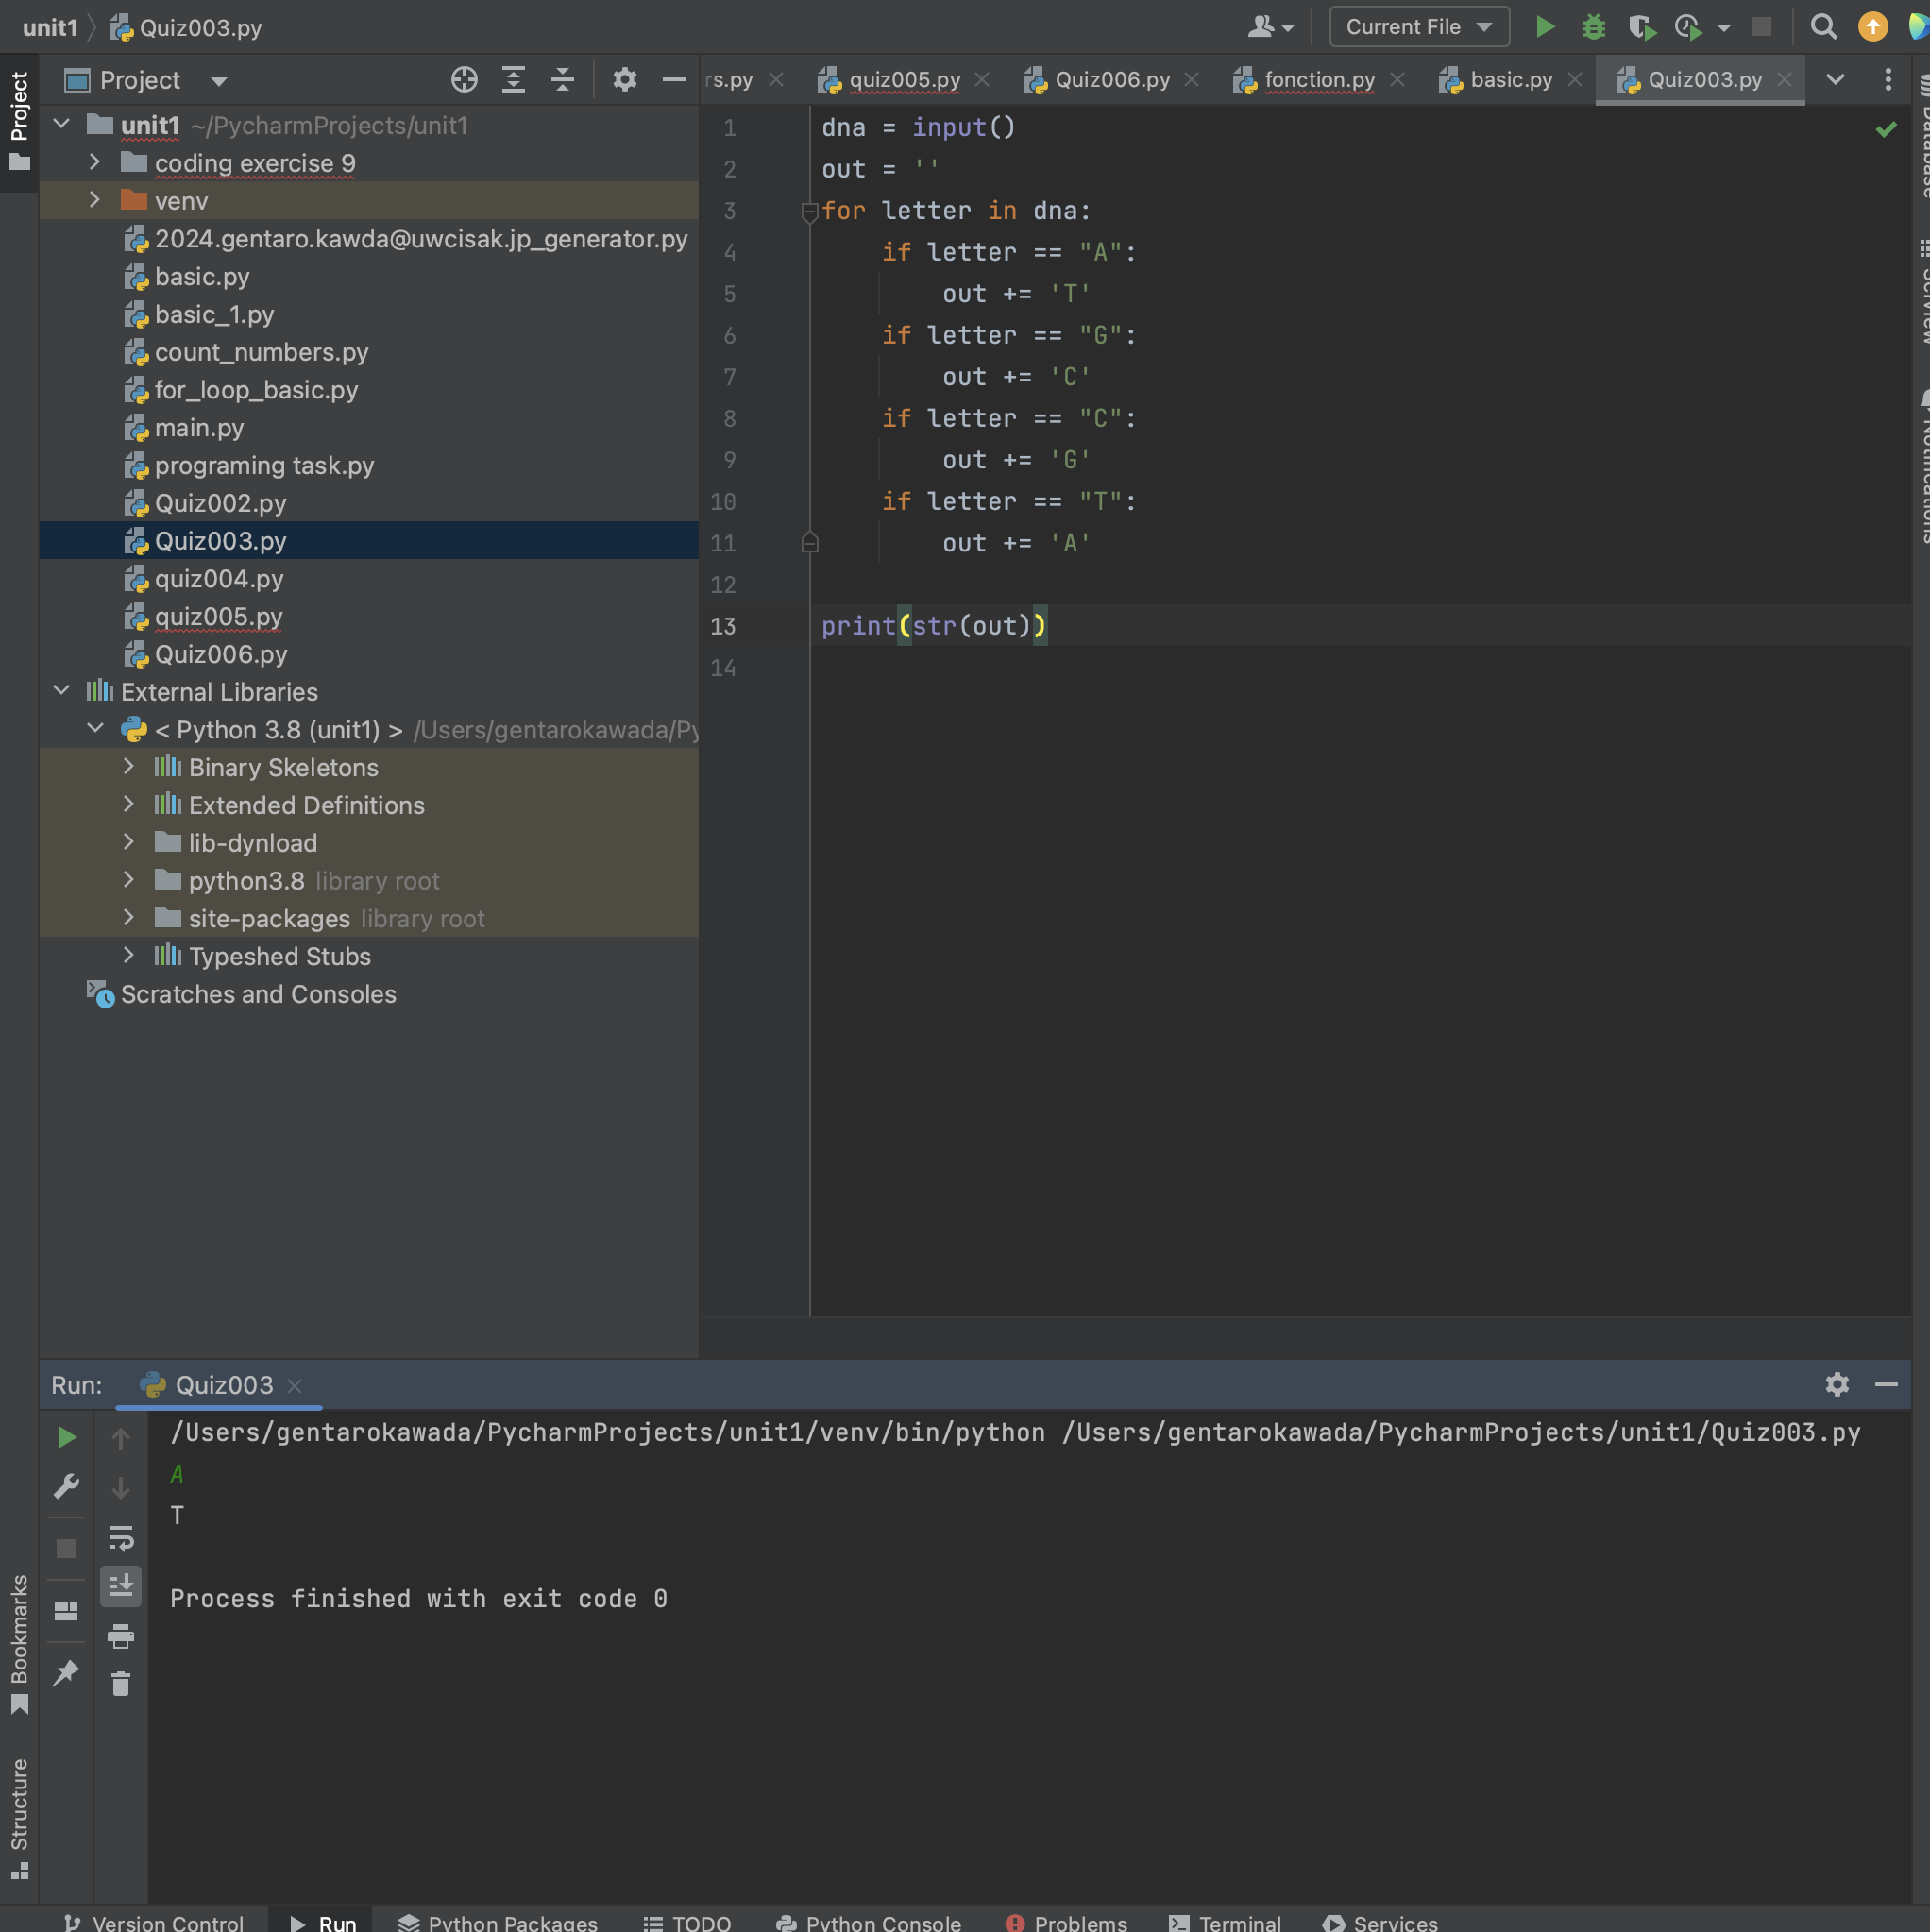 unit1 Quiz003.py
Current File
Project
Project
rs.py quiz005.py Quiz006.py fonction.py basic.py Quiz003.py
unit1 ~/PycharmProjects/unit1
coding exercise 9
venv
2024.gentaro.kawda@uwcisak.jp_generator.py
basic.py
basic_1.py
count_numbers.py
for_loop_basic.py
main.py
programing task.py
Quiz002.py
Quiz003.py
quiz004.py
quiz005.py
Quiz006.py
External Libraries
< Python 3.8 (unit1) > /Users/gentarokawada/Py
Binary Skeletons
Extended Definitions
lib-dynload
python3.8 library root
site-packages library root
Typeshed Stubs
Scratches and Consoles
1 dna = input()
2 out = ''
3 for letter in dna:
4 if letter == "A":
5 out += 'T'
6 if letter == "G":
7 out += 'C'
8 if letter == "C":
9 out += 'G'
10 if letter == "T":
11 out += 'A'
12
13 print(str(out))
14
Database
SciView
Notifications
Run: Quiz003
/Users/gentarokawada/PycharmProjects/unit1/venv/bin/python /Users/gentarokawada/PycharmProjects/unit1/Quiz003.py
A
T
Process finished with exit code 0
Bookmarks
Structure
Version Control Run Python Packages TODO Python Console Problems Terminal Services